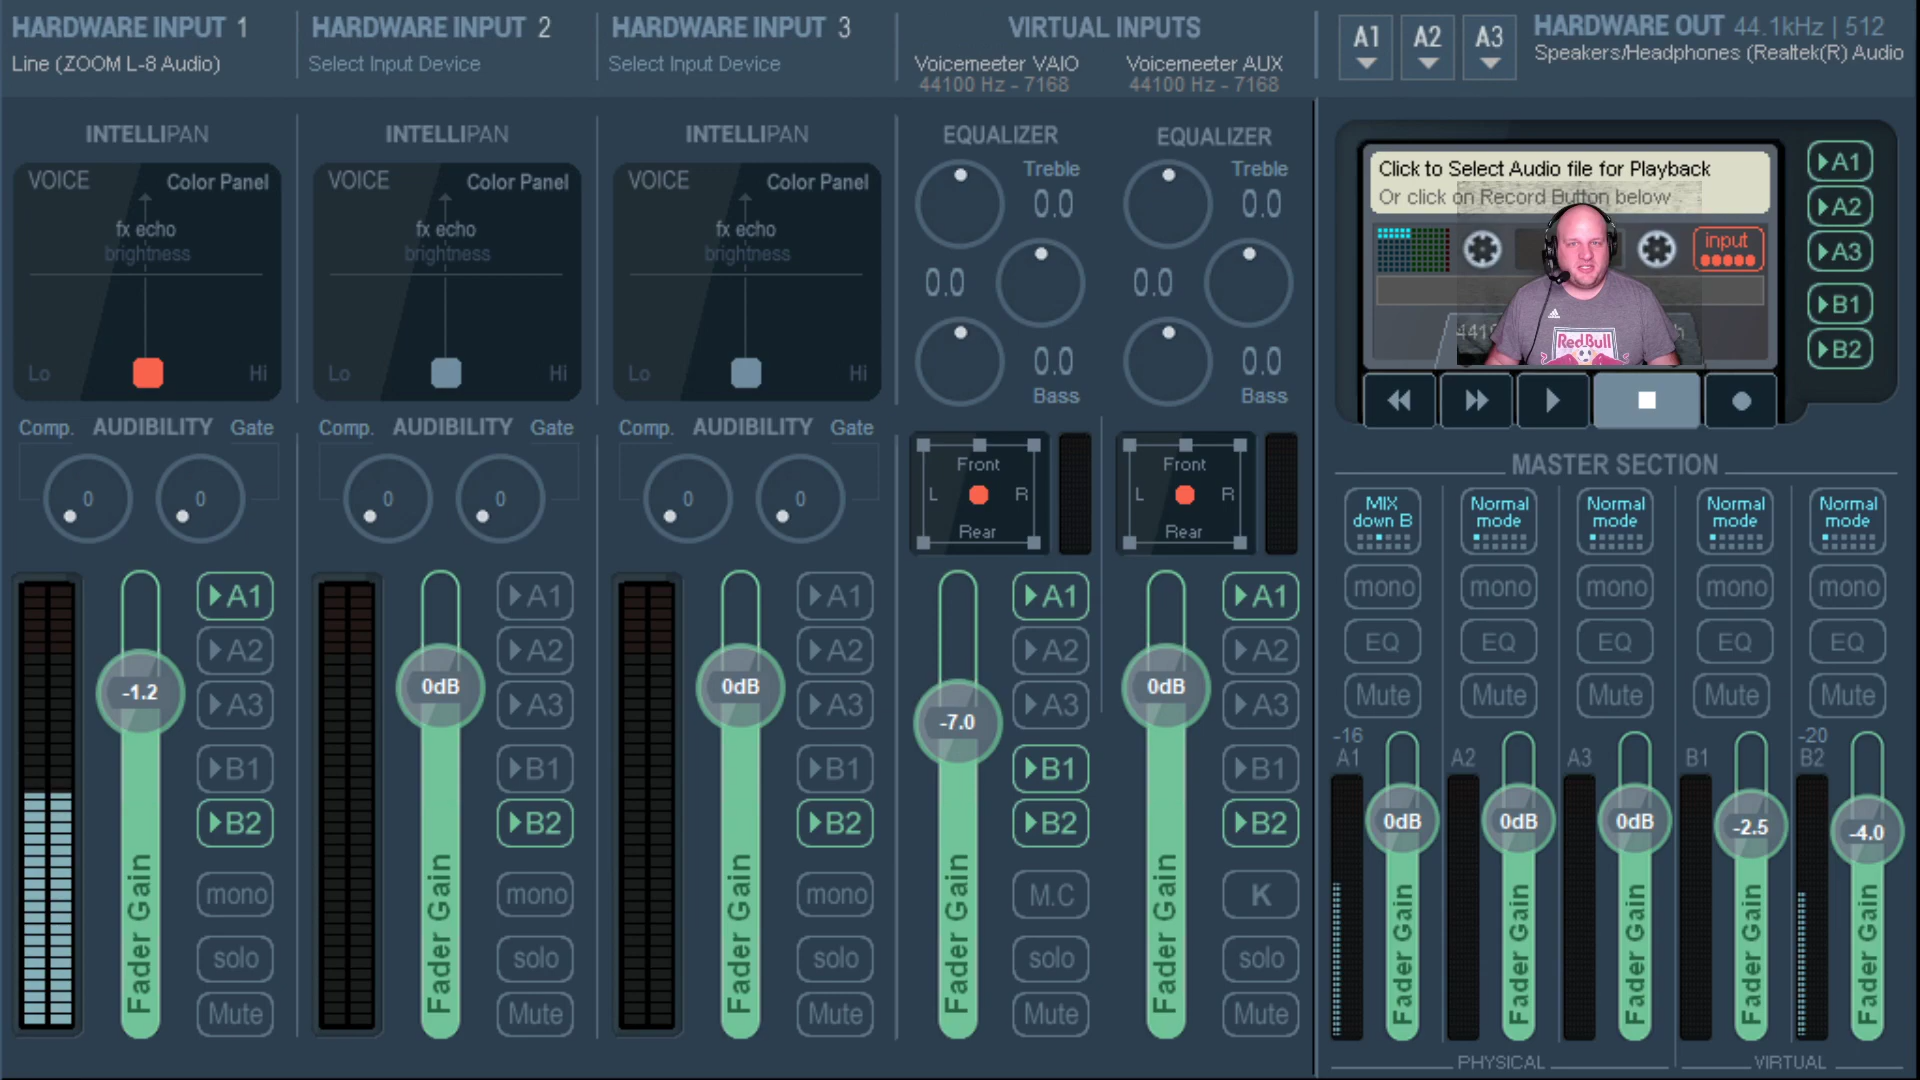 HARDWARE INPUT 1
Line (ZOOM L-8 Audio)
HARDWARE INPUT 2
Select Input Device
HARDWARE INPUT 3
Select Input Device
VIRTUAL INPUTS
Voicemeeter VAIO
44100 Hz - 7168
Voicemeeter AUX
44100 Hz - 7168
A1
A2
A3
HARDWARE OUT 44.1kHz | 512
Speakers/Headphones (Realtek(R) Audio
INTELLIPAN
VOICE
Color Panel
fx echo
brightness
Lo
Hi
Comp. AUDIBILITY Gate
0
0
-1.2
Fader Gain
A1
A2
A3
B1
B2
mono
solo
Mute
INTELLIPAN
VOICE
Color Panel
fx echo
brightness
Lo
Hi
Comp. AUDIBILITY Gate
0
0
0dB
Fader Gain
A1
A2
A3
B1
B2
mono
solo
Mute
INTELLIPAN
VOICE
Color Panel
fx echo
brightness
Lo
Hi
Comp. AUDIBILITY Gate
0
0
0dB
Fader Gain
A1
A2
A3
B1
B2
mono
solo
Mute
EQUALIZER
Treble
0.0
0.0
0.0
Bass
Front
L
R
Rear
-7.0
Fader Gain
A1
A2
A3
B1
B2
M.C
solo
Mute
EQUALIZER
Treble
0.0
0.0
0.0
Bass
Front
L
R
Rear
0dB
Fader Gain
A1
A2
A3
B1
B2
K
solo
Mute
Click to Select Audio file for Playback
Or click on Record Button below
input
Red Bull
A1
A2
A3
B1
B2
MASTER SECTION
MIX
down B
mono
EQ
Mute
-16
A1
0dB
Fader Gain
Normal
mode
mono
EQ
Mute
A2
0dB
Fader Gain
Normal
mode
mono
EQ
Mute
A3
0dB
Fader Gain
Normal
mode
mono
EQ
Mute
B1
-2.5
Fader Gain
Normal
mode
mono
EQ
Mute
-20
B2
-4.0
Fader Gain
PHYSICAL
VIRTUAL